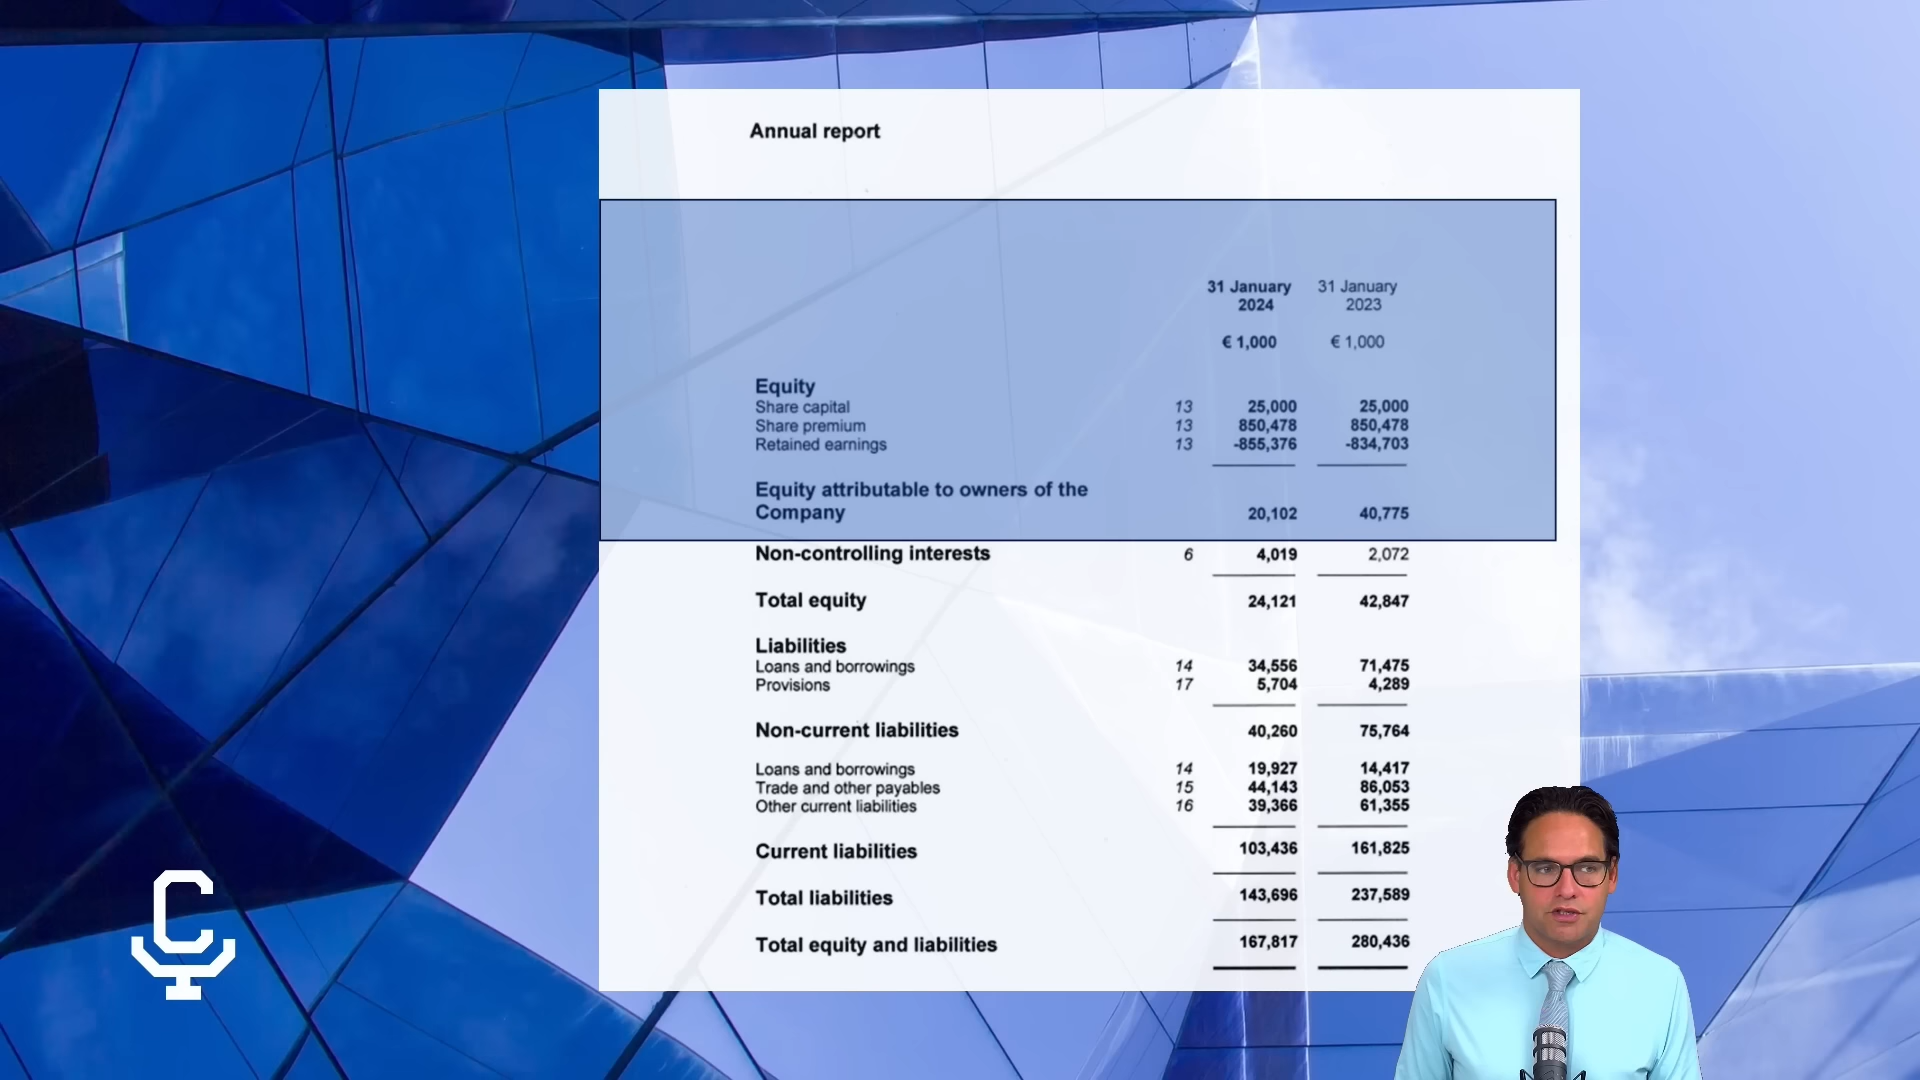 Annual report
31 January 31 January
2024 2023
€ 1,000 € 1,000
Equity
Share capital 13 25,000 25,000
Share premium 13 850,478 850,478
Retained earnings 13 -855,376 -834,703
Equity attributable to owners of the
Company 20,102 40,775
Non-controlling interests 6 4,019 2,072
Total equity 24,121 42,847
Liabilities
Loans and borrowings 14 34,556 71,475
Provisions 17 5,704 4,289
Non-current liabilities 40,260 75,764
Loans and borrowings 14 19,927 14,417
Trade and other payables 15 44,143 86,053
Other current liabilities 16 39,366 61,355
Current liabilities 103,436 161,825
Total liabilities 143,696 237,589
Total equity and liabilities 167,817 280,436